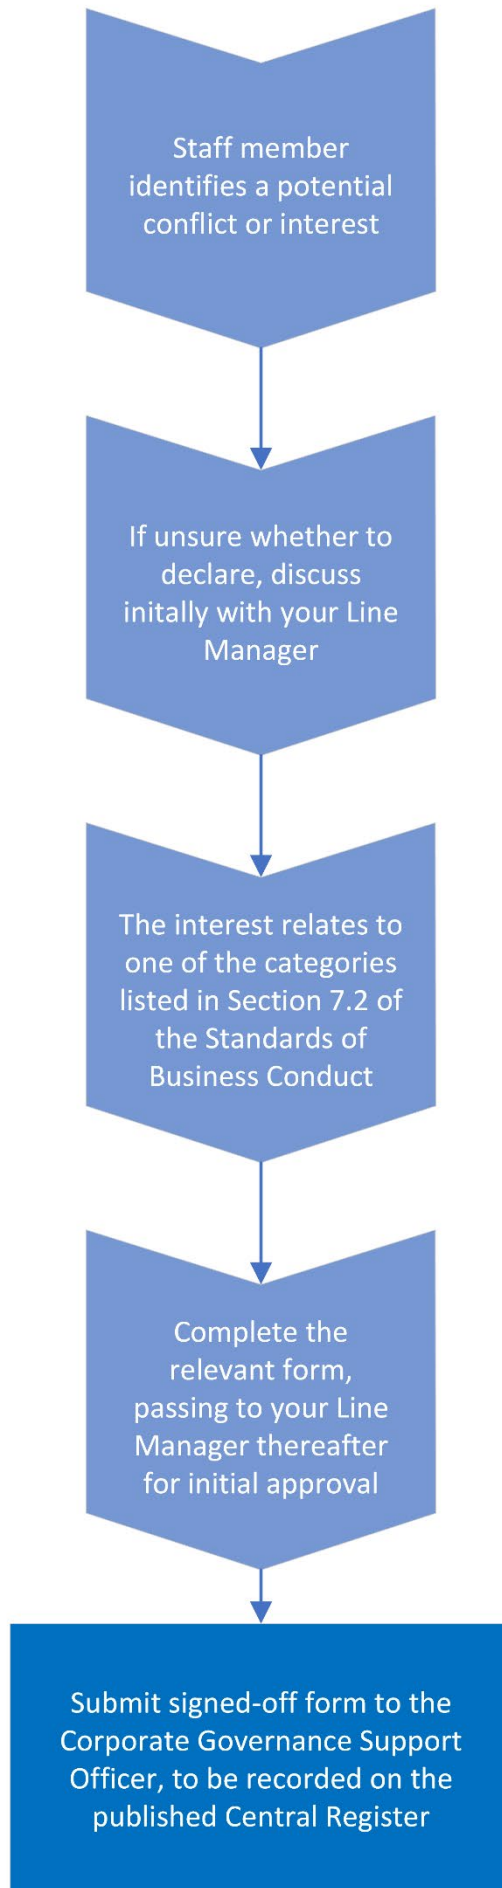 Staff member
identifies a potential
conflict or interest
If unsure whether to
declare, discuss
initally with your Line
Manager
The interest relates to
one of the categories
listed in Section 7.2 of
the Standards of
Business Conduct
Complete the
relevant form,
passing to your Line
Manager thereafter
for initial approval
Submit signed-off form to the
Corporate Governance Support
Officer, to be recorded on the
published Central Register